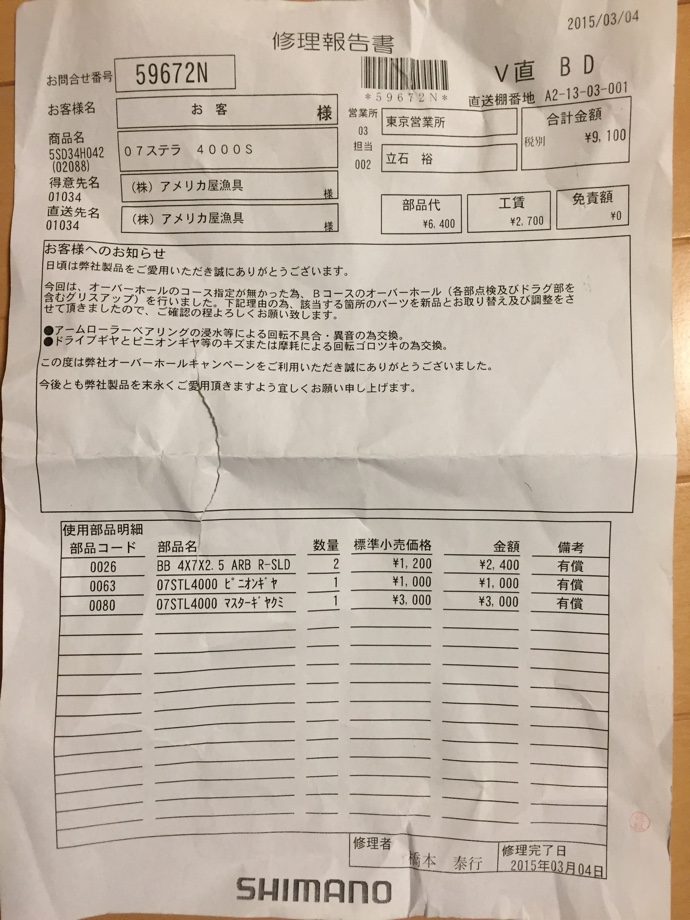 2015/03/04
修理報告書
お問合せ番号 59672N
*59672N*
V直 BD
直送棚番地 A2-13-03-001
お客様名 お 客 様
営業所 03 東京営業所
合計金額
税別 ¥9,100
商品名
5SD34H042
(02088)
07ステラ 4000S
担当 002 立石 裕
得意先名
01034
(株)アメリカ屋漁具 様
直送先名
01034
(株)アメリカ屋漁具 様
部品代 ¥6,400
工賃 ¥2,700
免責額 ¥0
お客様へのお知らせ
日頃は弊社製品をご愛用いただき誠にありがとうございます。
今回は、オーバーホールのコース指定が無かった為、Bコースのオーバーホール(各部点検及びドラグ部を
含むグリスアップ)を行いました。下記理由の為、該当する箇所のパーツを新品とお取り替え及び調整をさ
せて頂きましたので、ご確認の程よろしくお願い致します。
●アームローラーベアリングの浸水等による回転不具合・異音の為交換。
●ドライブギヤとピニオンギヤ等のキズまたは摩耗による回転ゴロツキの為交換。
この度は弊社オーバーホールキャンペーンをご利用いただき誠にありがとうございました。
今後とも弊社製品を末永くご愛用頂きますよう宜しくお願い申し上げます。
使用部品明細
部品コード 部品名 数量 標準小売価格 金額 備考
0026 BB 4X7X2.5 ARB R-SLD 2 ¥1,200 ¥2,400 有償
0063 07STL4000 ピニオンギヤ 1 ¥1,000 ¥1,000 有償
0080 07STL4000 マスターギヤクミ 1 ¥3,000 ¥3,000 有償
修理者 橋本 泰行
修理完了日
2015年03月04日
SHIMANO